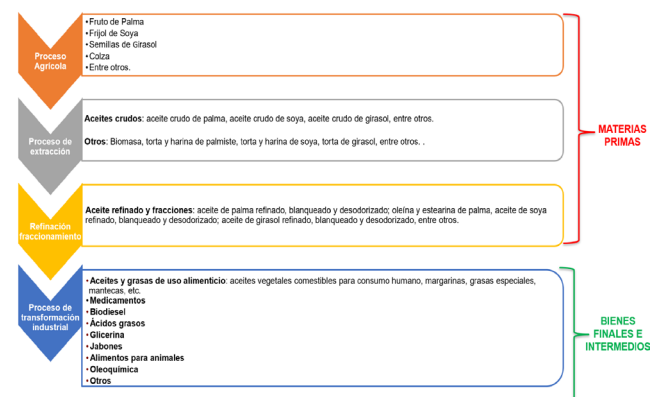 Proceso
Agrícola
•Fruto de Palma
•Frijol de Soya
•Semillas de Girasol
•Colza
•Entre otros.
Proceso de
extracción
Aceites crudos: aceite crudo de palma, aceite crudo de soya, aceite crudo de girasol, entre otros.
Otros: Biomasa, torta y harina de palmiste, torta y harina de soya, torta de girasol, entre otros. .
MATERIAS
PRIMAS
Refinación
fraccionamiento
Aceite refinado y fracciones: aceite de palma refinado, blanqueado y desodorizado; oleína y estearina de palma, aceite de soya
refinado, blanqueado y desodorizado; aceite de girasol refinado, blanqueado y desodorizado, entre otros.
Proceso de
transformación
industrial
•Aceites y grasas de uso alimenticio: aceites vegetales comestibles para consumo humano, margarinas, grasas especiales,
mantecas, etc.
•Medicamentos
•Biodiesel
•Ácidos grasos
•Glicerina
•Jabones
•Alimentos para animales
•Oleoquímica
•Otros
BIENES
FINALES E
INTERMEDIOS